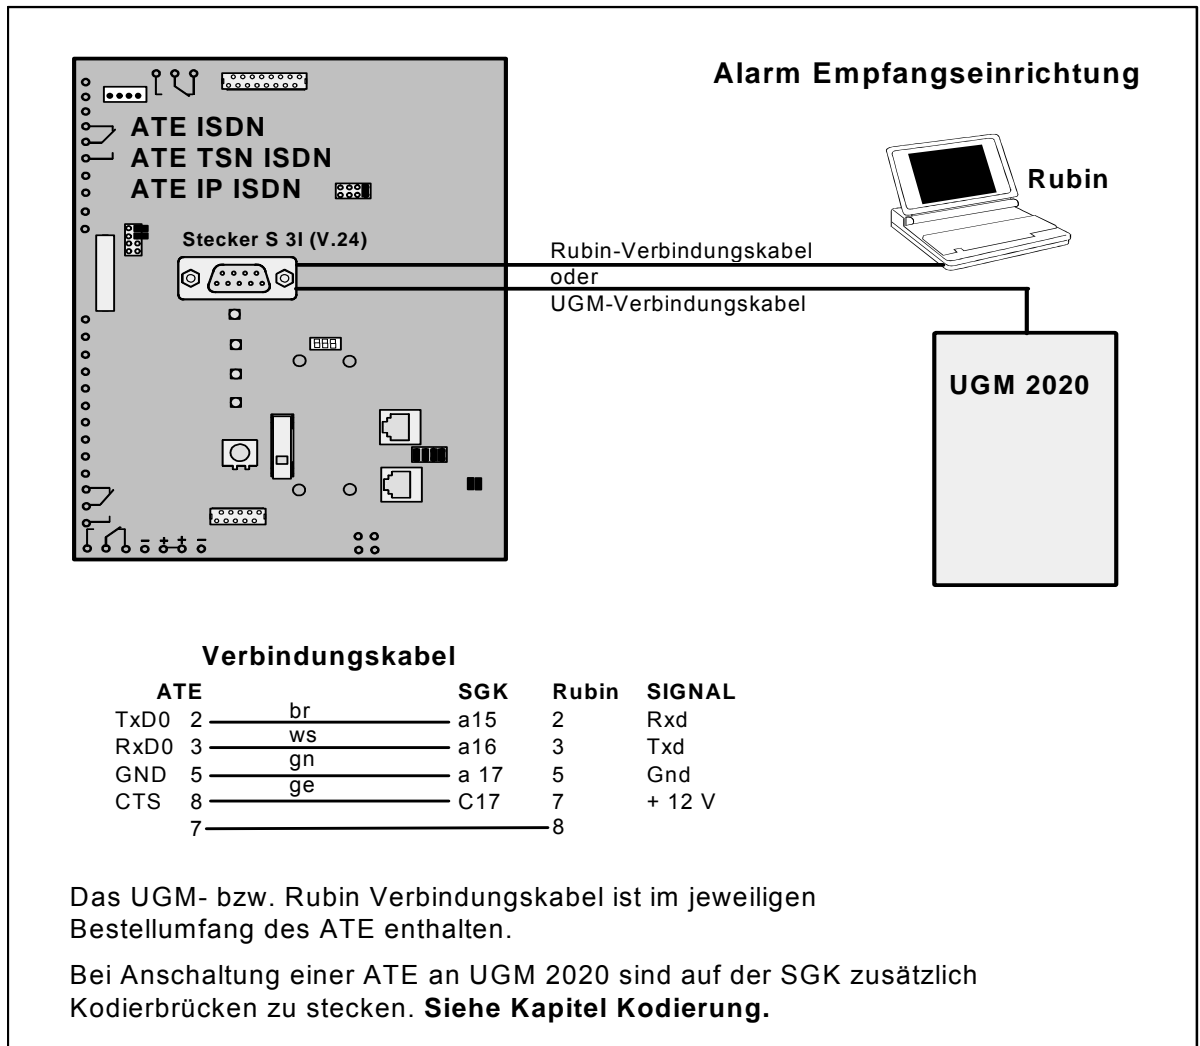 Alarm Empfangseinrichtung
ATE ISDN
ATE TSN ISDN
ATE IP ISDN
Rubin
Stecker S 3I (V.24)
Rubin-Verbindungskabel
oder
UGM-Verbindungskabel
UGM 2020
- + + -
Verbindungskabel
ATE SGK Rubin SIGNAL
TxD0 2 br a15 2 Rxd
RxD0 3 ws a16 3 Txd
GND 5 gn a 17 5 Gnd
CTS 8 ge C17 7 + 12 V
7 8
Das UGM- bzw. Rubin Verbindungskabel ist im jeweiligen
Bestellumfang des ATE enthalten.
Bei Anschaltung einer ATE an UGM 2020 sind auf der SGK zusätzlich
Kodierbrücken zu stecken. Siehe Kapitel Kodierung.